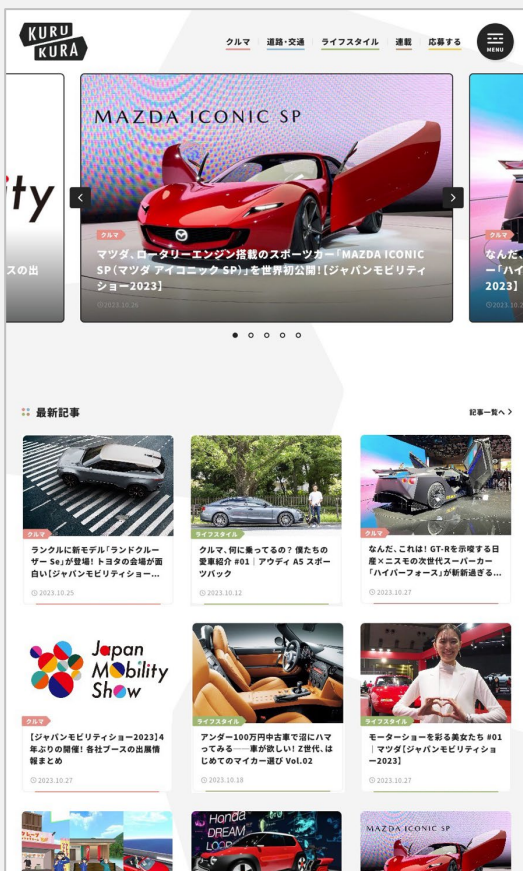 KURU
KURA
クルマ
道路・交通
ライフスタイル
連載
応募する
MENU
ity
スの出
MAZDA ICONIC SP
クルマ
マツダ、ロータリーエンジン搭載のスポーツカー「MAZDA ICONIC
SP(マツダ アイコニック SP)」を世界初公開!【ジャパンモビリティ
ショー2023】
2023.10.26
クルマ
なんだ、
ー「ハイ
2023】
2023.10
最新記事
記事一覧へ
クルマ
ランクルに新モデル「ランドクルー
ザー Se」が登場! トヨタの会場が面
白い【ジャパンモビリティショー...
2023.10.25
ライフスタイル
クルマ、何に乗ってるの? 僕たちの
愛車紹介 #01|アウディ A5 スポー
ツバック
2023.10.12
クルマ
なんだ、これは! GT-Rを示唆する日
産×ニスモの次世代スーパーカー
「ハイパーフォース」が斬新過ぎる...
2023.10.27
Japan
Mobility
Show
クルマ
【ジャパンモビリティショー2023】4
年ぶりの開催! 各社ブースの出展情
報まとめ
2023.10.27
ライフスタイル
アンダー100万円中古車で沼にハマ
ってみる──車が欲しい! Z世代、は
じめてのマイカー選び Vol.02
2023.10.18
ライフスタイル
モーターショーを彩る美女たち #01
|マツダ【ジャパンモビリティショ
ー2023】
2023.10.27
Honda
DREAM
LOOP
MAZDA ICONIC SP